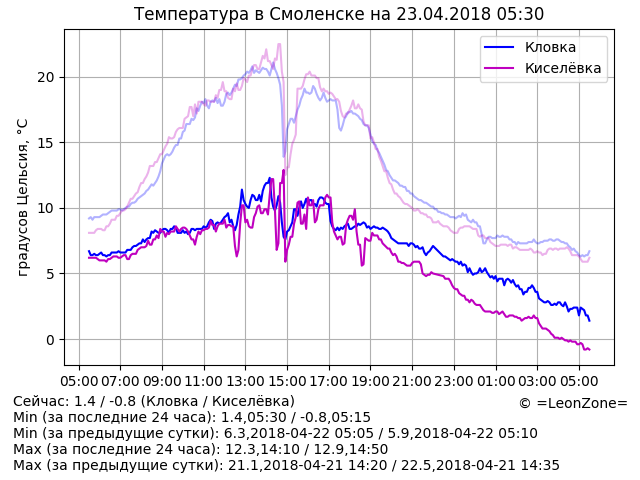 Температура в Смоленске на 23.04.2018 05:30
градусов Цельсия, °C
20
15
10
5
0
Кловка
Киселёвка
05:00 07:00 09:00 11:00 13:00 15:00 17:00 19:00 21:00 23:00 01:00 03:00 05:00
Сейчас: 1.4 / -0.8 (Кловка / Киселёвка)
© =LeonZone=
Min (за последние 24 часа): 1.4,05:30 / -0.8,05:15
Min (за предыдущие сутки): 6.3,2018-04-22 05:05 / 5.9,2018-04-22 05:10
Max (за последние 24 часа): 12.3,14:10 / 12.9,14:50
Max (за предыдущие сутки): 21.1,2018-04-21 14:20 / 22.5,2018-04-21 14:35